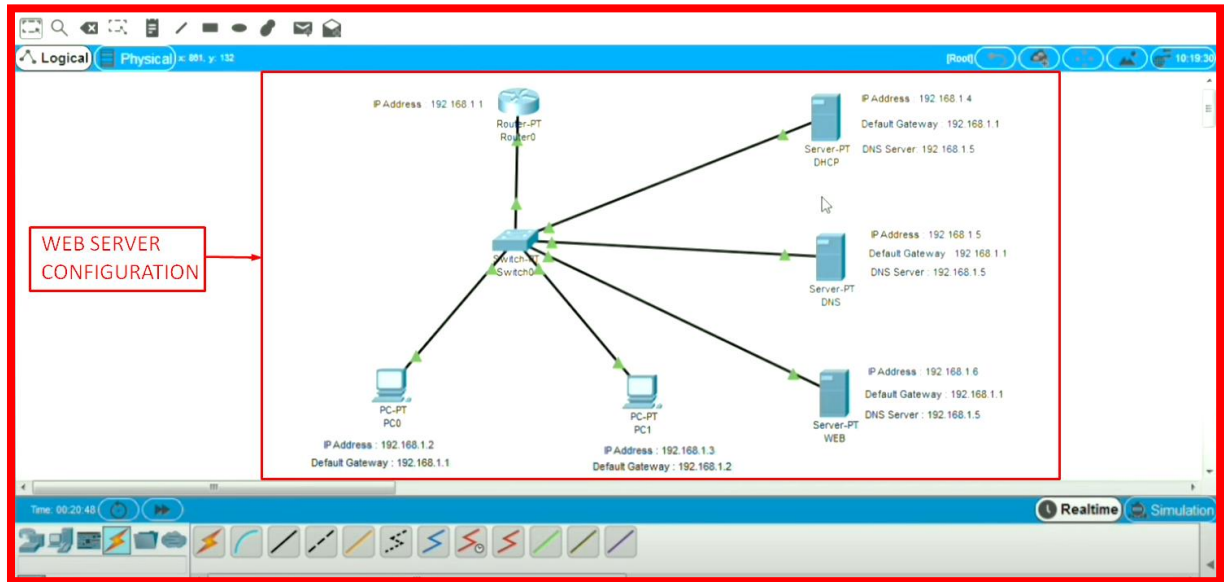 Logical
Physical x: 861, y: 132
[Root]
10:19:30
IP Address 192 168 1 1
Router-PT
Router0
IP Address : 192 168 1 4
Default Gateway : 192.168.1.1
DNS Server: 192.168.1.5
Server-PT
DHCP
WEB SERVER
CONFIGURATION
Switch-PT
Switch0
IP Address : 192 168 1 5
Default Gateway 192 168 1 1
DNS Server : 192.168.1.5
Server-PT
DNS
IP Address : 192 168 1 6
Default Gateway : 192.168.1.1
DNS Server : 192.168.1.5
Server-PT
WEB
PC-PT
PC0
IP Address : 192.168.1.2
Default Gateway : 192.168.1.1
PC-PT
PC1
IP Address : 192.168.1.3
Default Gateway : 192.168.1.2
Time: 00:20:48
Realtime
Simulation